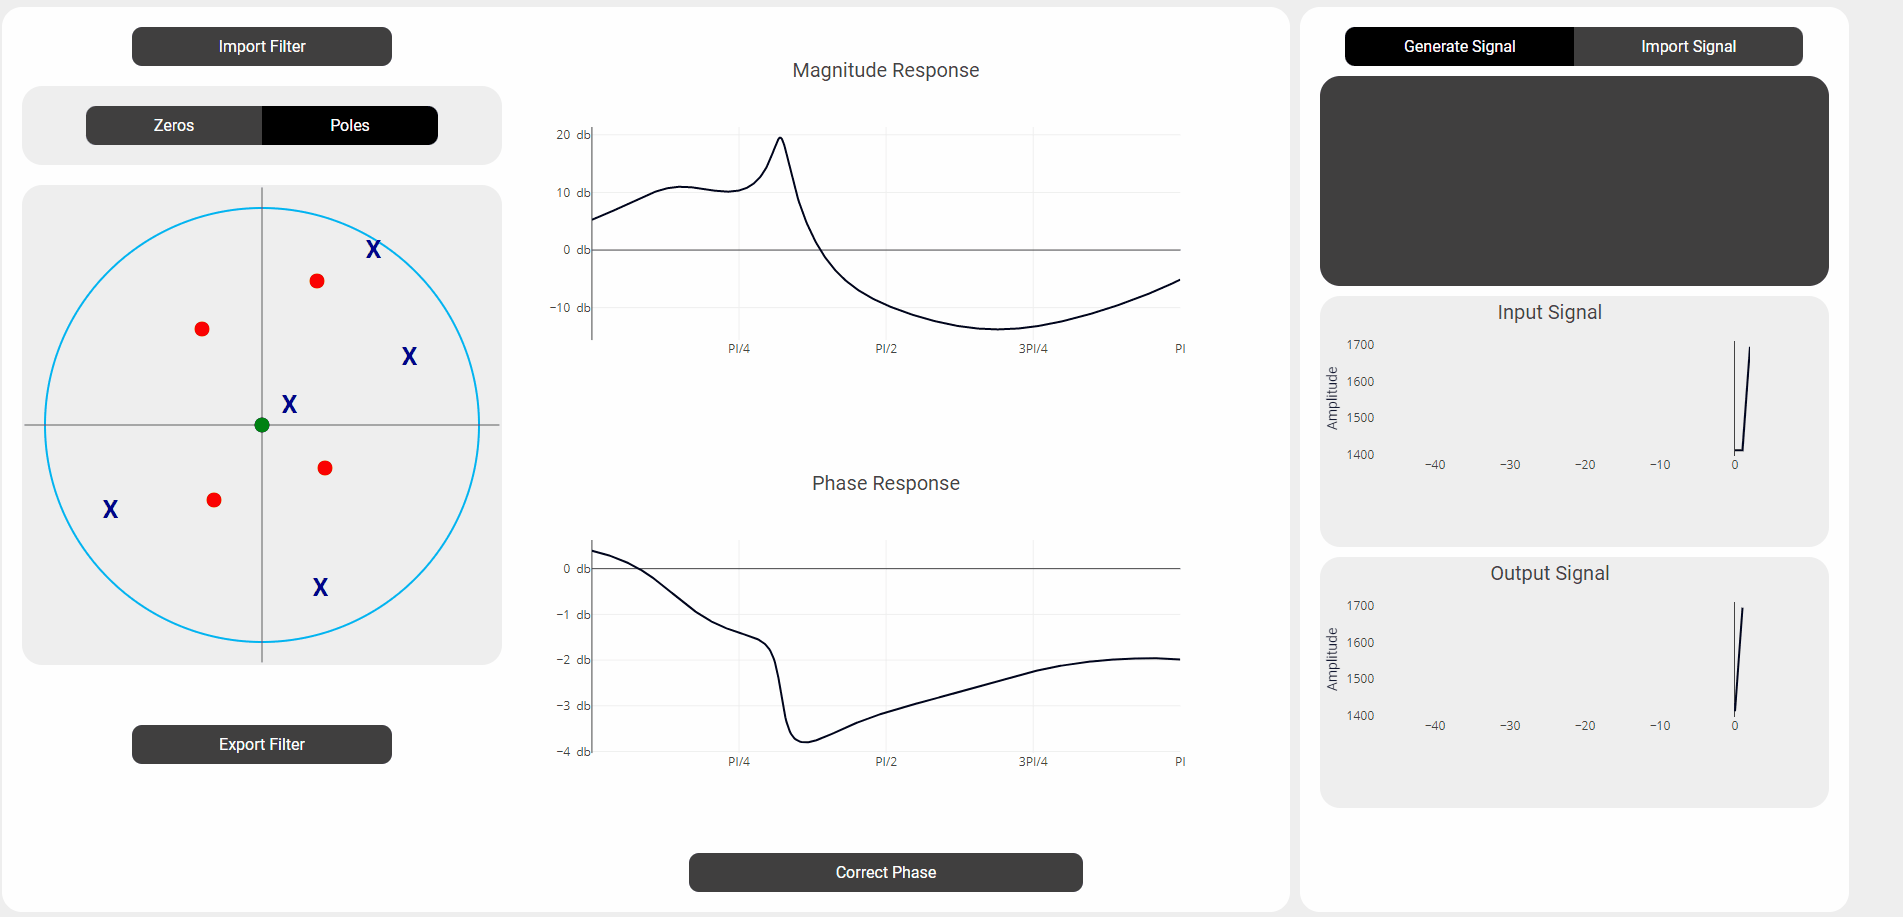 Import Filter
Zeros
Poles
X
X
X
X
X
Export Filter
Magnitude Response
20 db
10 db
0 db
−10 db
PI/4
PI/2
3PI/4
PI
Phase Response
0 db
−1 db
−2 db
−3 db
−4 db
PI/4
PI/2
3PI/4
PI
Correct Phase
Generate Signal
Import Signal
Input Signal
Amplitude
1700
1600
1500
1400
−40
−30
−20
−10
0
Output Signal
Amplitude
1700
1600
1500
1400
−40
−30
−20
−10
0